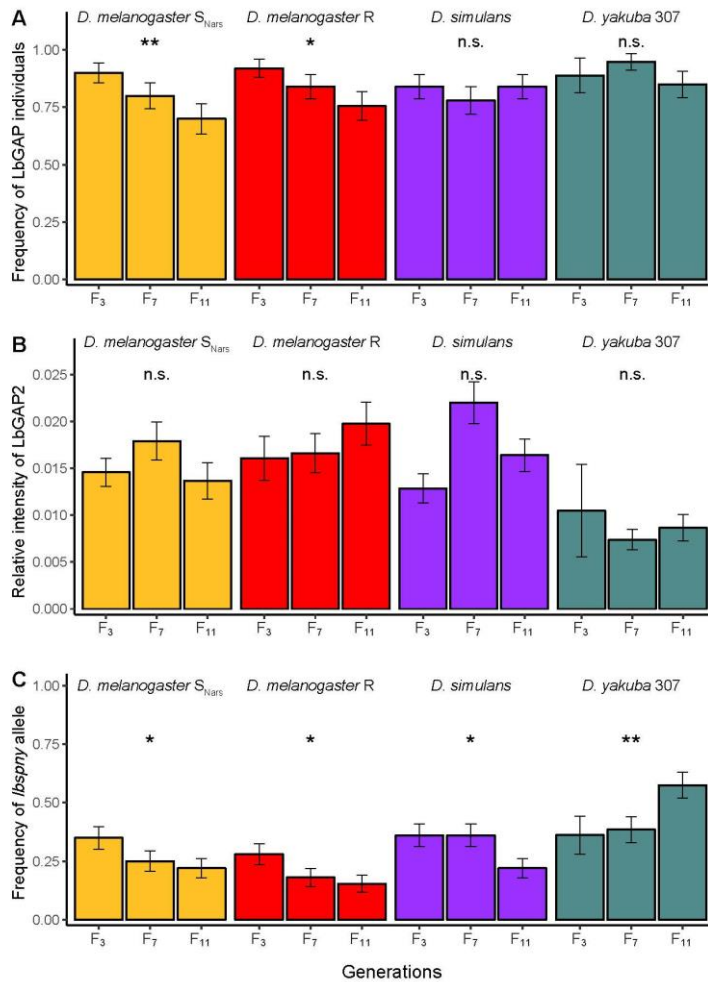 A
D. melanogaster S_Nars D. melanogaster R D. simulans D. yakuba 307
** * n.s. n.s.
Frequency of LbGAP individuals
1.00
0.75
0.50
0.25
0.00
F₃ F₇ F₁₁ F₃ F₇ F₁₁ F₃ F₇ F₁₁ F₃ F₇ F₁₁
B
D. melanogaster S_Nars D. melanogaster R D. simulans D. yakuba 307
n.s. n.s. n.s. n.s.
Relative intensity of LbGAP2
0.025
0.020
0.015
0.010
0.005
0.000
F₃ F₇ F₁₁ F₃ F₇ F₁₁ F₃ F₇ F₁₁ F₃ F₇ F₁₁
C
D. melanogaster S_Nars D. melanogaster R D. simulans D. yakuba 307
* * * **
Frequency of lbspny allele
1.00
0.75
0.50
0.25
0.00
F₃ F₇ F₁₁ F₃ F₇ F₁₁ F₃ F₇ F₁₁ F₃ F₇ F₁₁
Generations